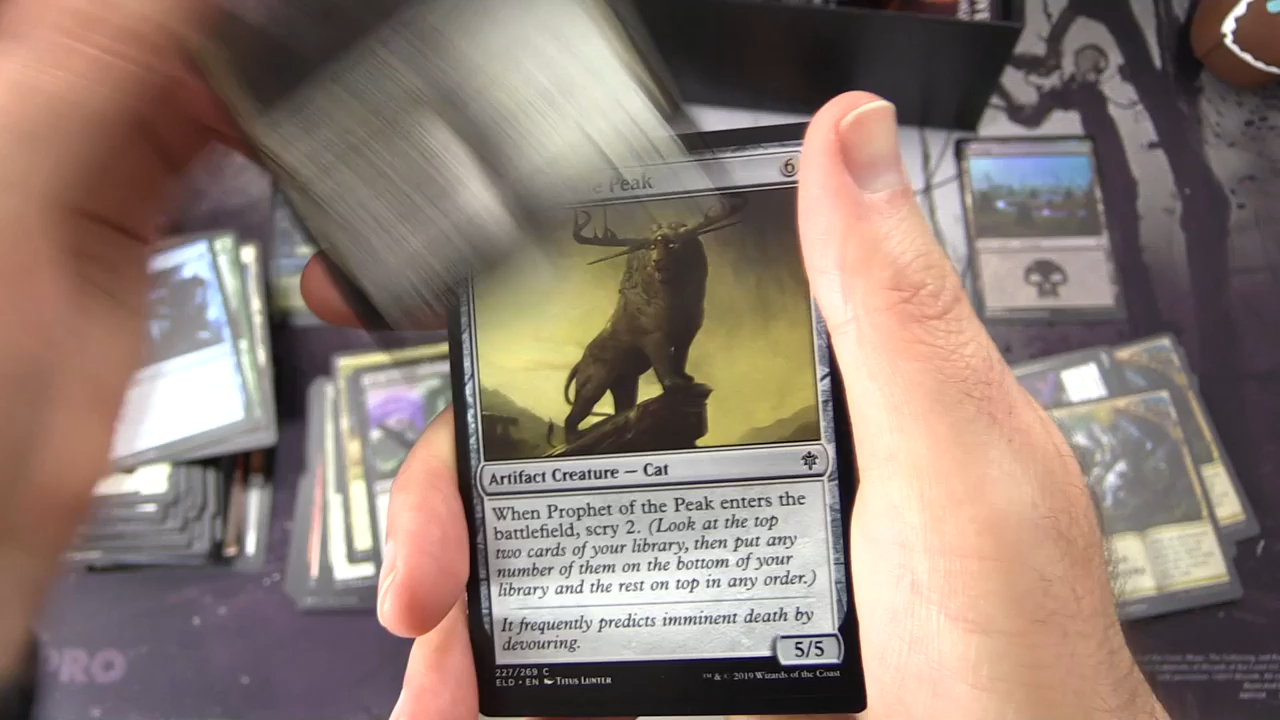 the Peak
6
Artifact Creature — Cat
When Prophet of the Peak enters the
battlefield, scry 2. (Look at the top
two cards of your library, then put any
number of them on the bottom of your
library and the rest on top in any order.)
It frequently predicts imminent death by
devouring.
5/5
227/269 C
ELD • EN Titus Lunter
™ & © 2019 Wizards of the Coast
PRO